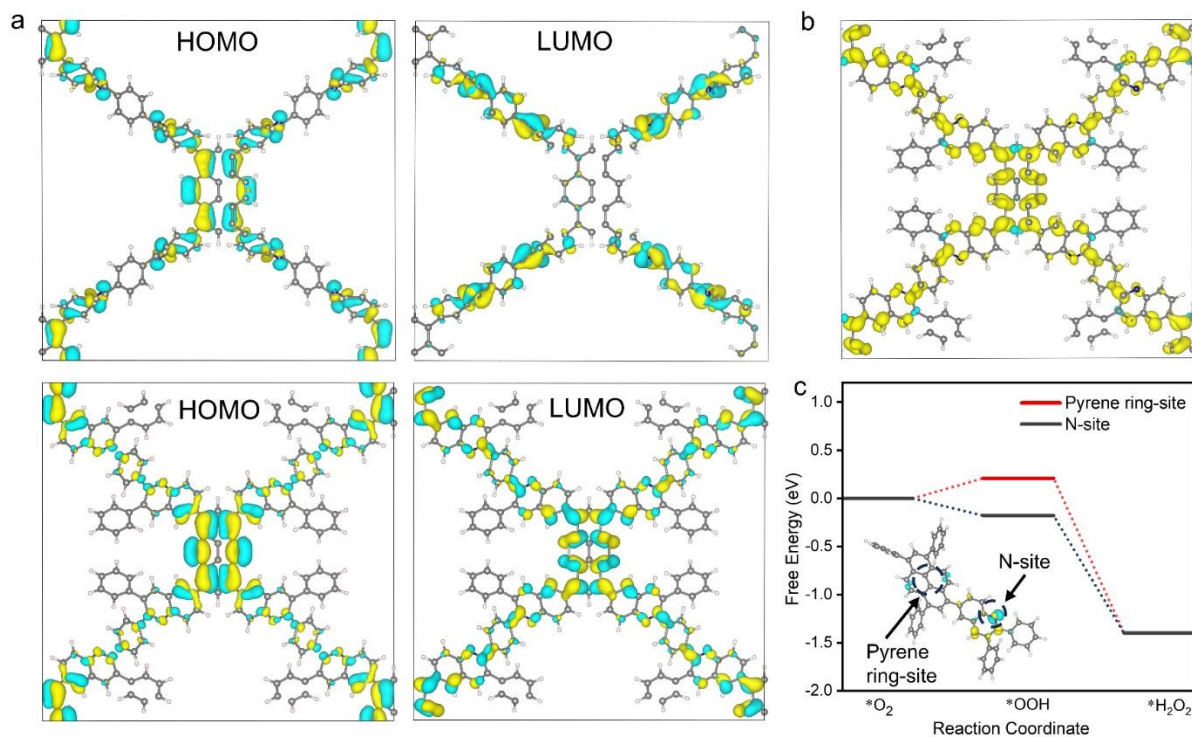 a
HOMO
LUMO
b
HOMO
LUMO
c
1.0
0.5
0.0
-0.5
-1.0
-1.5
-2.0
Free Energy (eV)
Pyrene ring-site
N-site
N-site
Pyrene
ring-site
*O₂
*OOH
*H₂O₂
Reaction Coordinate